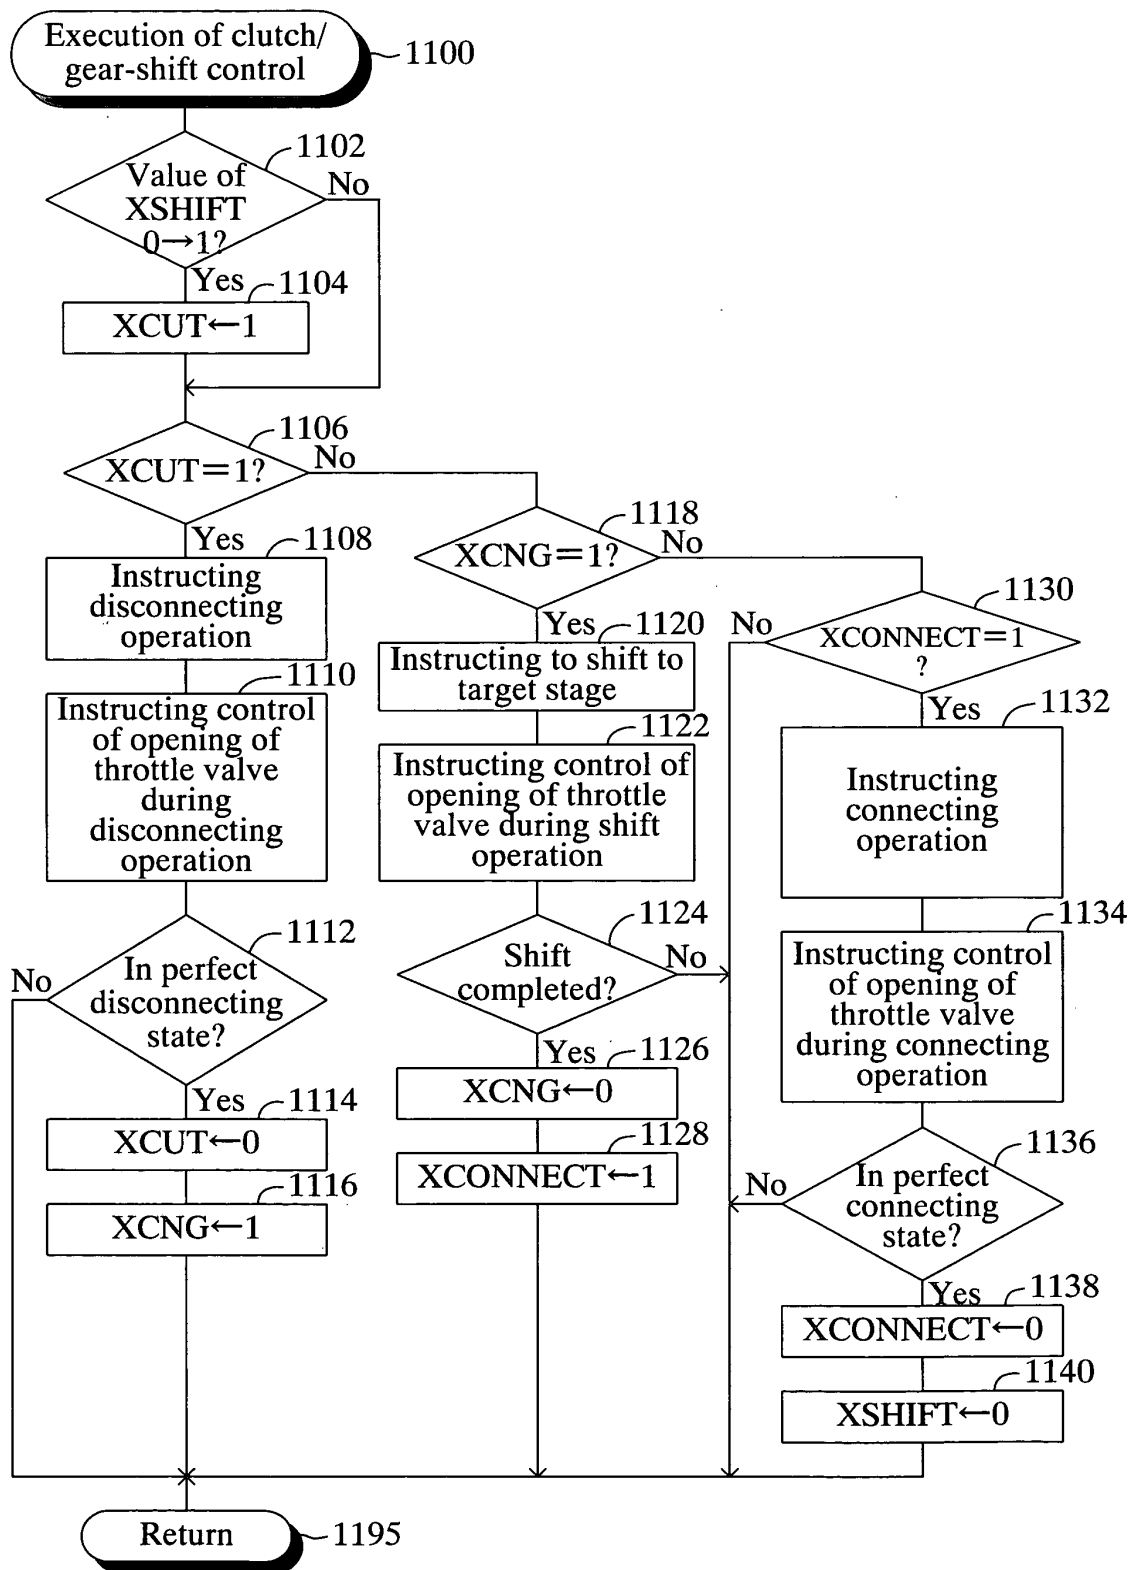 Execution of clutch/
gear-shift control
1100
1102
Value of
XSHIFT
0→1?
No
Yes
1104
XCUT←1
1106
XCUT=1?
No
Yes
1108
Instructing
disconnecting
operation
1110
Instructing control
of opening of
throttle valve
during
disconnecting
operation
1112
In perfect
disconnecting
state?
No
Yes
1114
XCUT←0
1116
XCNG←1
1118
XCNG=1?
No
Yes
1120
Instructing to shift to
target stage
1122
Instructing control of
opening of throttle
valve during shift
operation
1124
Shift
completed?
No
Yes
1126
XCNG←0
1128
XCONNECT←1
1130
XCONNECT=1
?
No
Yes
1132
Instructing
connecting
operation
1134
Instructing control
of opening of
throttle valve
during connecting
operation
1136
In perfect
connecting
state?
No
Yes
1138
XCONNECT←0
1140
XSHIFT←0
Return
1195